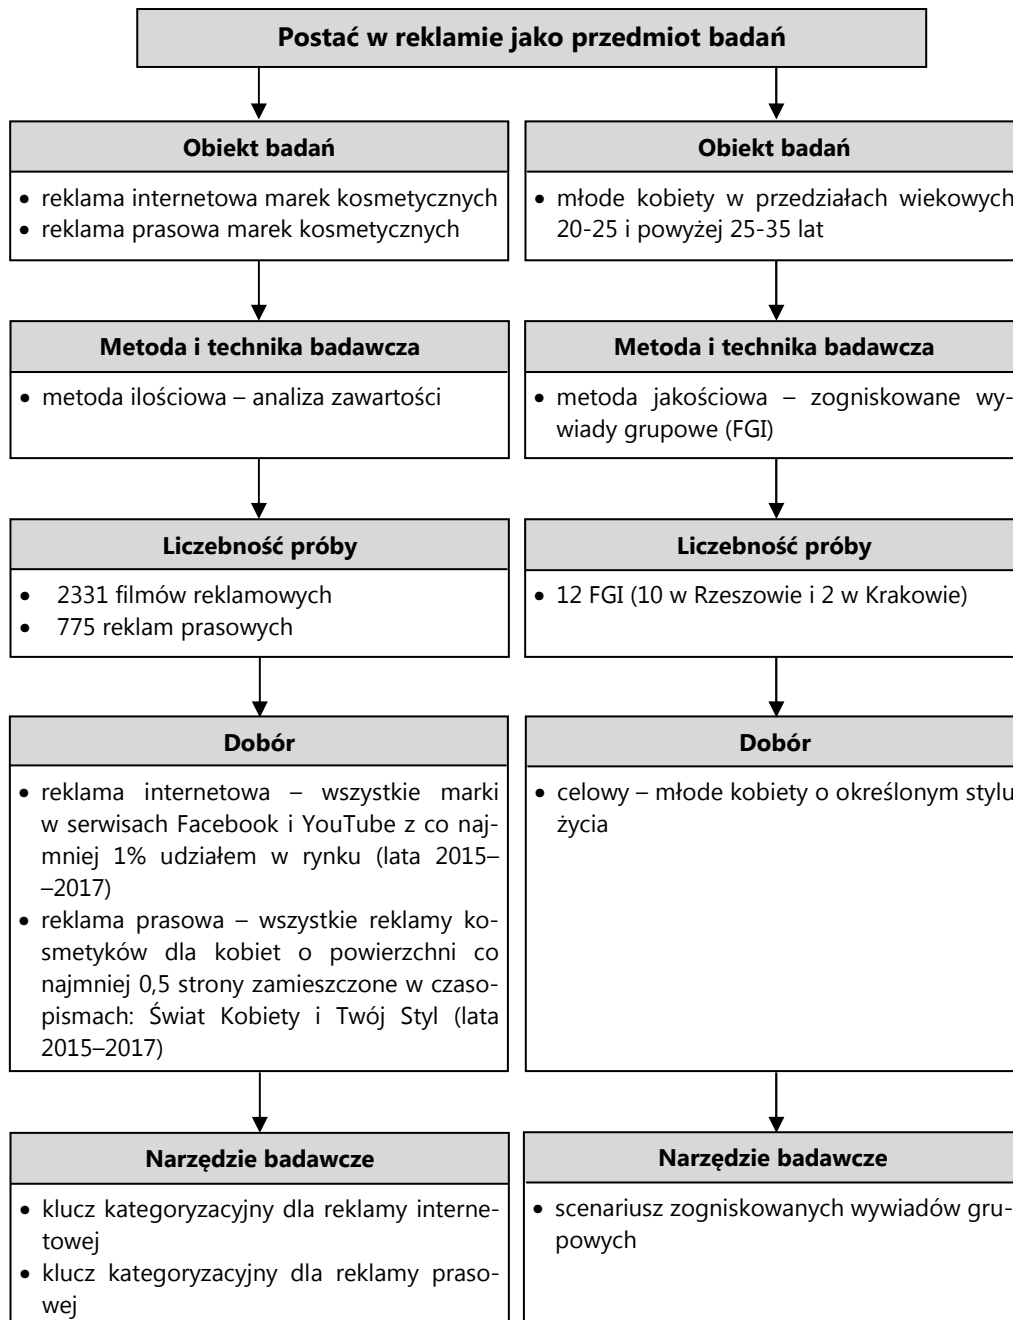 Postać w reklamie jako przedmiot badań
Obiekt badań
• reklama internetowa marek kosmetycznych
• reklama prasowa marek kosmetycznych
Metoda i technika badawcza
• metoda ilościowa – analiza zawartości
Liczebność próby
• 2331 filmów reklamowych
• 775 reklam prasowych
Dobór
• reklama internetowa – wszystkie marki
w serwisach Facebook i YouTube z co naj-
mniej 1% udziałem w rynku (lata 2015–
–2017)
• reklama prasowa – wszystkie reklamy ko-
smetyków dla kobiet o powierzchni co
najmniej 0,5 strony zamieszczone w czaso-
pismach: Świat Kobiety i Twój Styl (lata
2015–2017)
Narzędzie badawcze
• klucz kategoryzacyjny dla reklamy interne-
towej
• klucz kategoryzacyjny dla reklamy praso-
wej
Obiekt badań
• młode kobiety w przedziałach wiekowych
20-25 i powyżej 25-35 lat
Metoda i technika badawcza
• metoda jakościowa – zogniskowane wy-
wiady grupowe (FGI)
Liczebność próby
• 12 FGI (10 w Rzeszowie i 2 w Krakowie)
Dobór
• celowy – młode kobiety o określonym stylu
życia
Narzędzie badawcze
• scenariusz zogniskowanych wywiadów gru-
powych